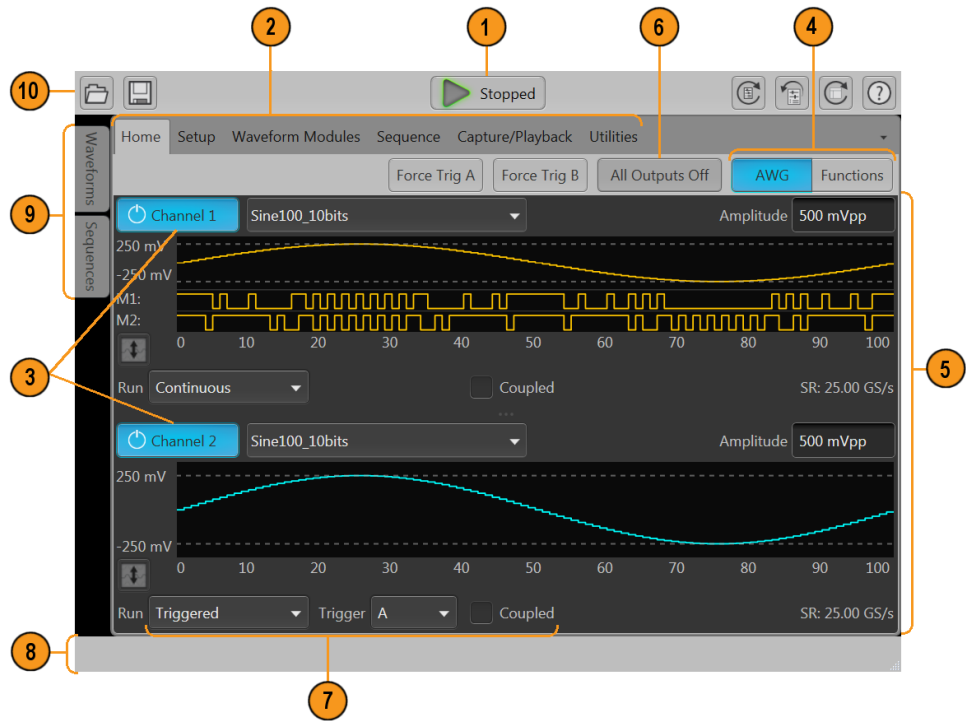 2 1 6 4
10 Stopped
Home Setup Waveform Modules Sequence Capture/Playback Utilities
Waveforms
Force Trig A Force Trig B All Outputs Off AWG Functions
9
Sequences
Channel 1 Sine100_10bits Amplitude 500 mVpp
250 mV
-250 mV
M1:
M2:
0 10 20 30 40 50 60 70 80 90 100
3 5
Run Continuous Coupled SR: 25.00 GS/s
Channel 2 Sine100_10bits Amplitude 500 mVpp
250 mV
-250 mV
0 10 20 30 40 50 60 70 80 90 100
Run Triggered Trigger A Coupled SR: 25.00 GS/s
8
7